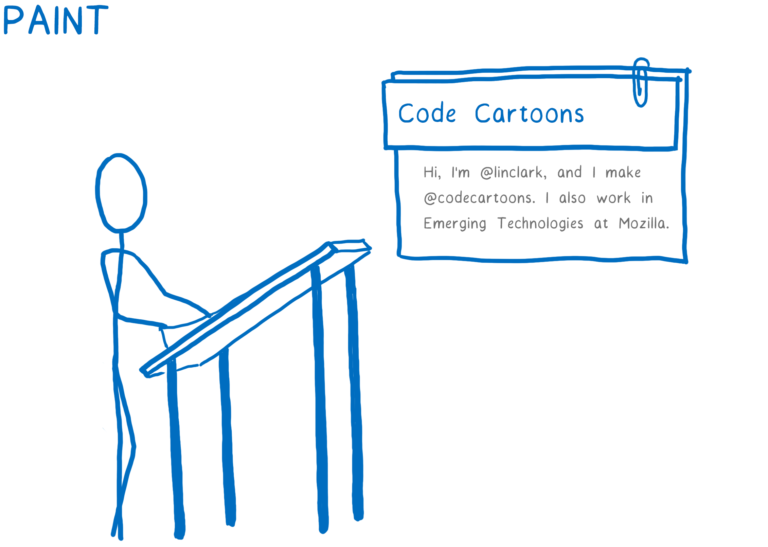 PAINT
Code Cartoons
Hi, I'm @linclark, and I make
@codecartoons. I also work in
Emerging Technologies at Mozilla.